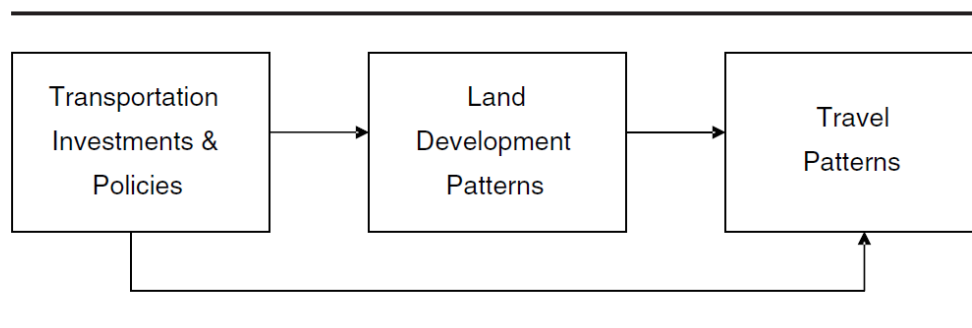 Transportation
Investments &
Policies
Land
Development
Patterns
Travel
Patterns